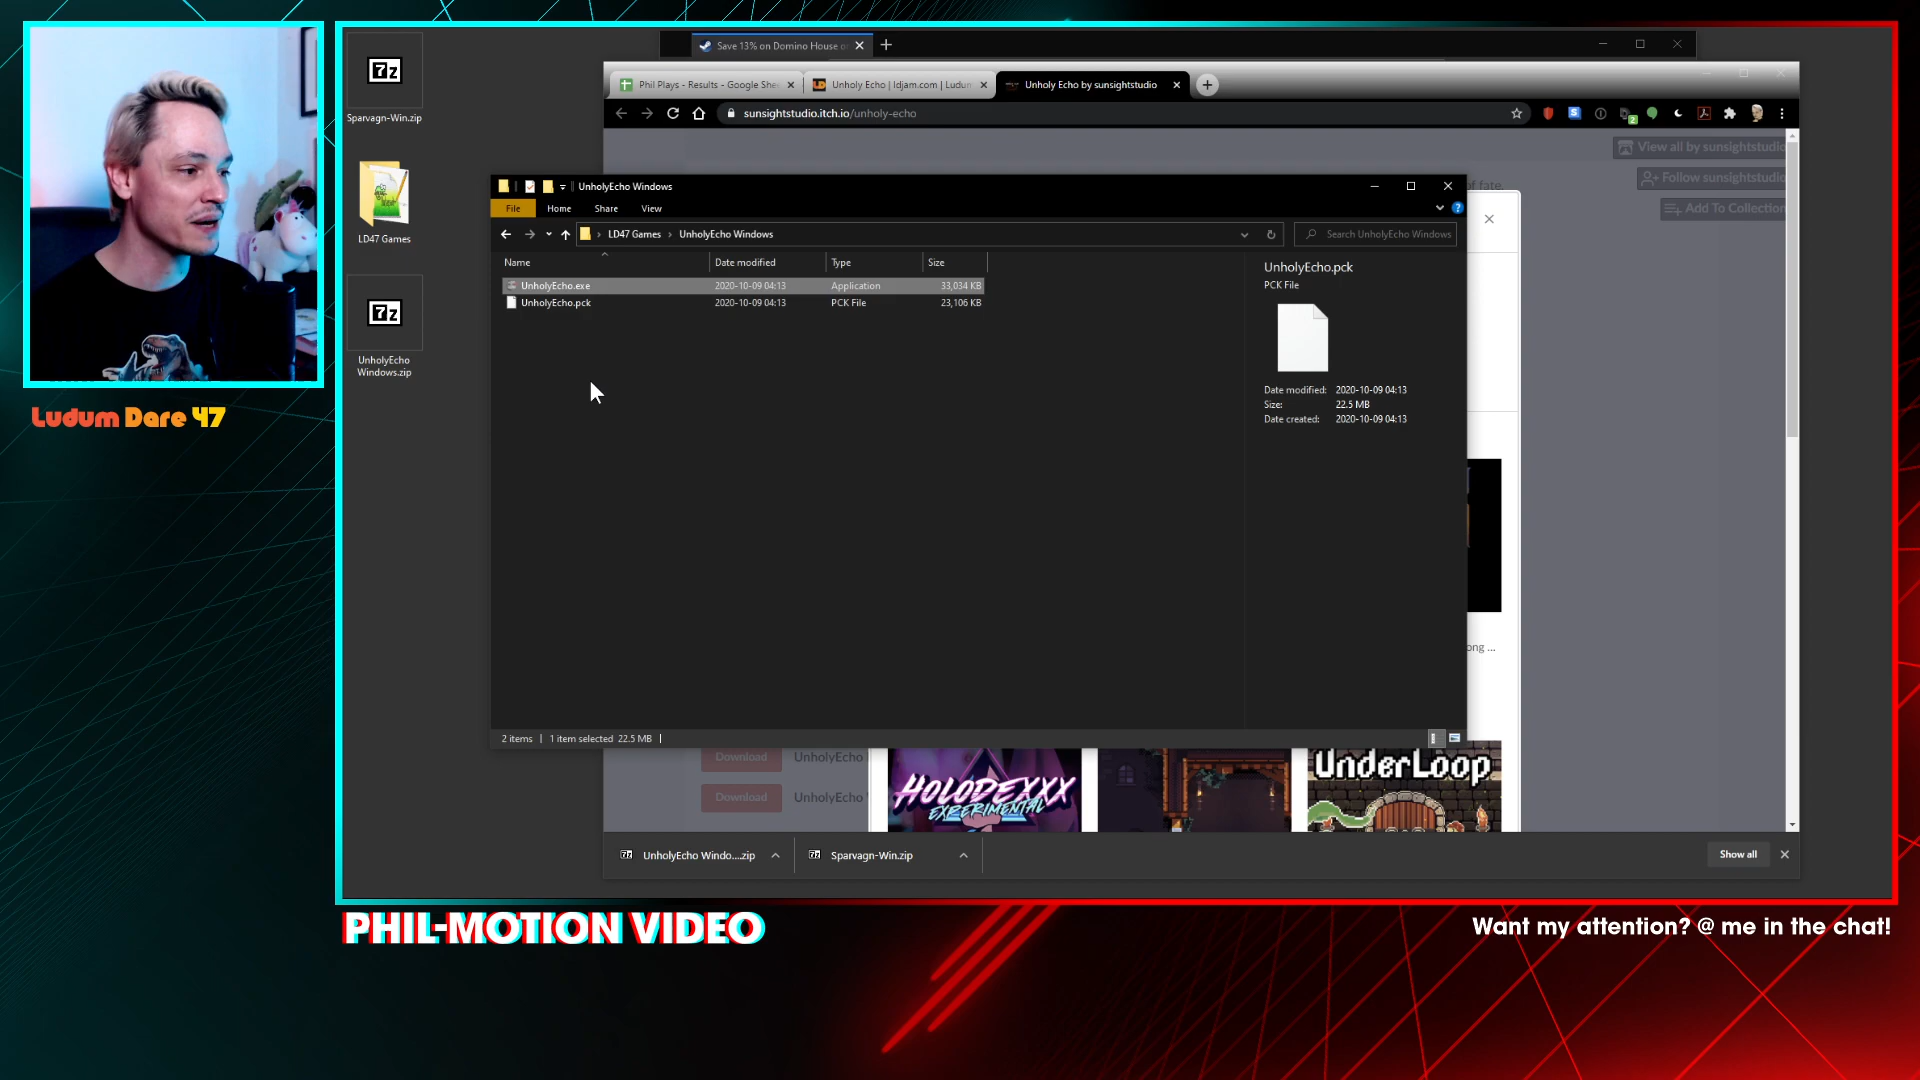 Sparvagn-Win.zip
LD47 Games
UnholyEcho
Windows.zip
Ludum Dare 47
Save 13% on Domino House o
Phil Plays - Results - Google She
Unholy Echo | ldjam.com | Ludum
Unholy Echo by sunsightstudio
sunsightstudio.itch.io/unholy-echo
2
View all by sunsightstudio
Follow sunsightstudio
Add To Collection
of fate.
UnholyEcho Windows
File
Home
Share
View
LD47 Games
UnholyEcho Windows
Search UnholyEcho Windows
Name
Date modified
Type
Size
UnholyEcho.exe
2020-10-09 04:13
Application
33,034 KB
UnholyEcho.pck
2020-10-09 04:13
PCK File
23,106 KB
UnholyEcho.pck
PCK File
Date modified: 2020-10-09 04:13
Size: 22.5 MB
Date created: 2020-10-09 04:13
ong ...
2 items
1 item selected 22.5 MB
Download
UnholyEcho
Download
UnholyEcho
HOLODEXXX
EXPERIMENTAL
UnderLoop
UnholyEcho Windo....zip
Sparvagn-Win.zip
Show all
PHIL-MOTION VIDEO
Want my attention? @ me in the chat!